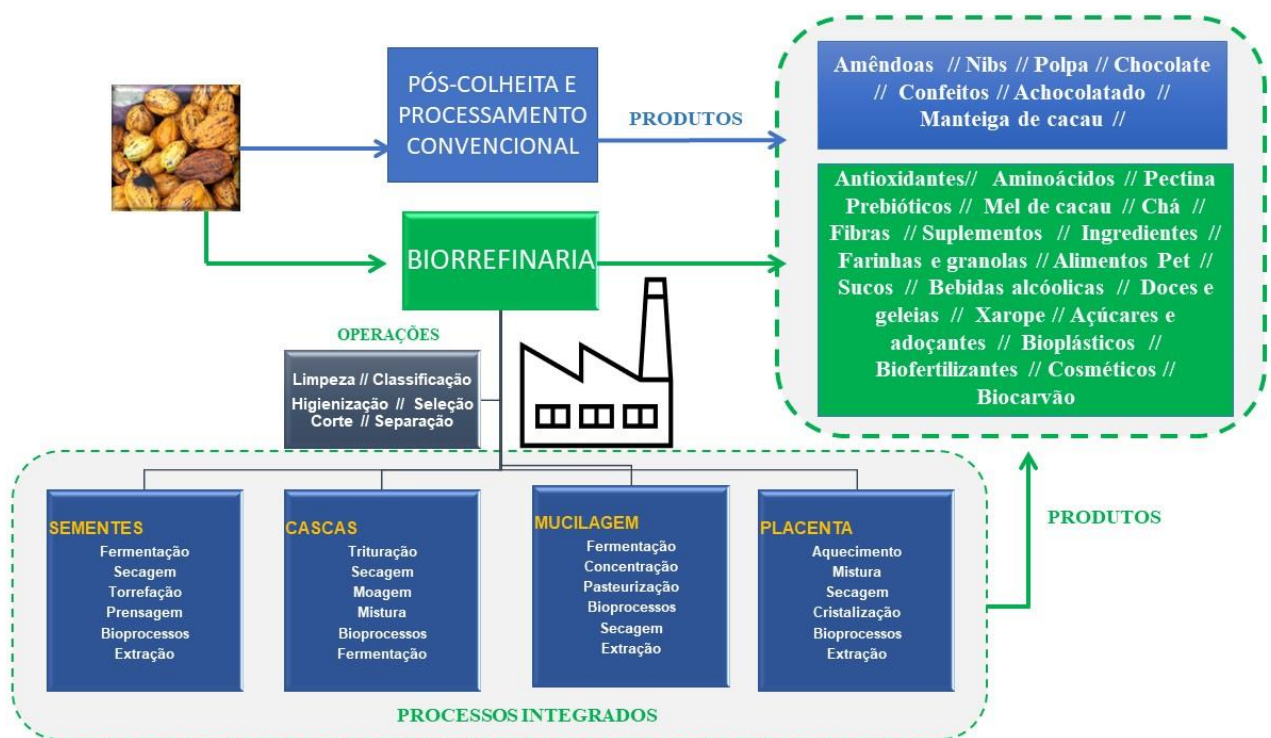 PÓS-COLHEITA E
PROCESSAMENTO
CONVENCIONAL
PRODUTOS
Amêndoas // Nibs // Polpa // Chocolate
// Confeitos // Achocolatado //
Manteiga de cacau //
BIORREFINARIA
Antioxidantes// Aminoácidos // Pectina
Prebióticos // Mel de cacau // Chá //
Fibras // Suplementos // Ingredientes //
Farinhas e granolas // Alimentos Pet //
Sucos // Bebidas alcóolicas // Doces e
geleias // Xarope // Açúcares e
adoçantes // Bioplásticos //
Biofertilizantes // Cosméticos //
Biocarvão
OPERAÇÕES
Limpeza // Classificação
Higienização // Seleção
Corte // Separação
SEMENTES
Fermentação
Secagem
Torrefação
Prensagem
Bioprocessos
Extração
CASCAS
Trituração
Secagem
Moagem
Mistura
Bioprocessos
Fermentação
MUCILAGEM
Fermentação
Concentração
Pasteurização
Bioprocessos
Secagem
Extração
PLACENTA
Aquecimento
Mistura
Secagem
Cristalização
Bioprocessos
Extração
PRODUTOS
PROCESSOS INTEGRADOS